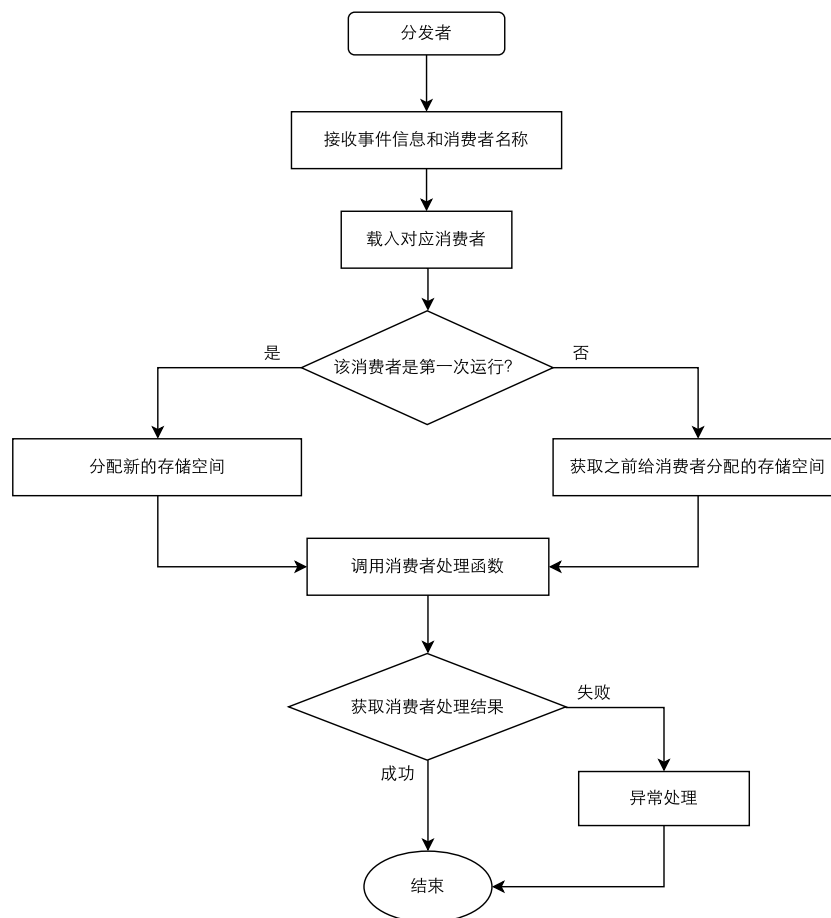 分发者
接收事件信息和消费者名称
载入对应消费者
是
该消费者是第一次运行?
否
分配新的存储空间
获取之前给消费者分配的存储空间
调用消费者处理函数
获取消费者处理结果
失败
成功
异常处理
结束